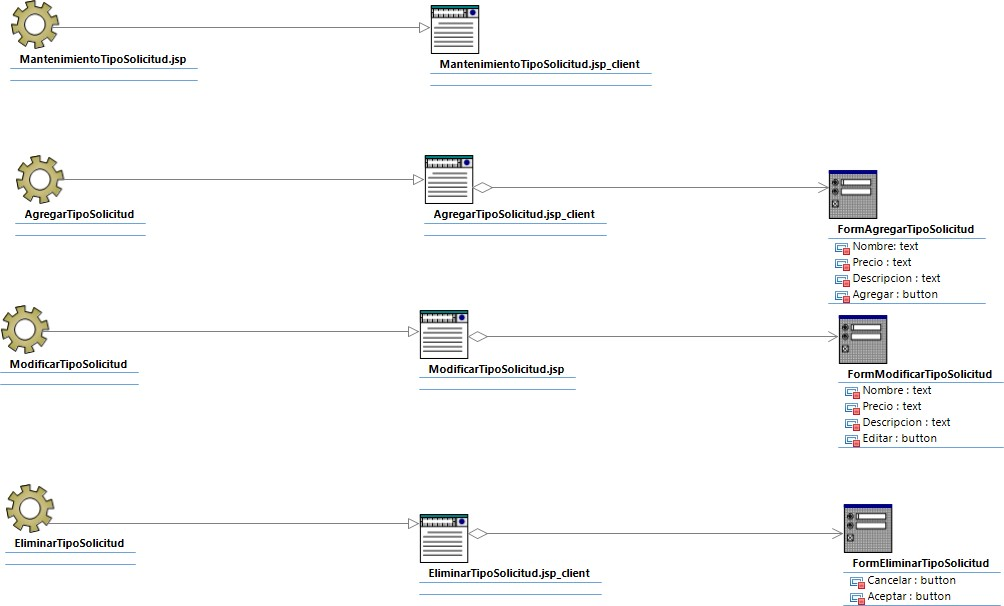 MantenimientoTipoSolicitud.jsp
MantenimientoTipoSolicitud.jsp_client
AgregarTipoSolicitud
AgregarTipoSolicitud.jsp_client
FormAgregarTipoSolicitud
Nombre: text
Precio : text
Descripcion : text
Agregar : button
ModificarTipoSolicitud
ModificarTipoSolicitud.jsp
FormModificarTipoSolicitud
Nombre : text
Precio : text
Descripcion : text
Editar : button
EliminarTipoSolicitud
EliminarTipoSolicitud.jsp_client
FormEliminarTipoSolicitud
Cancelar : button
Aceptar : button